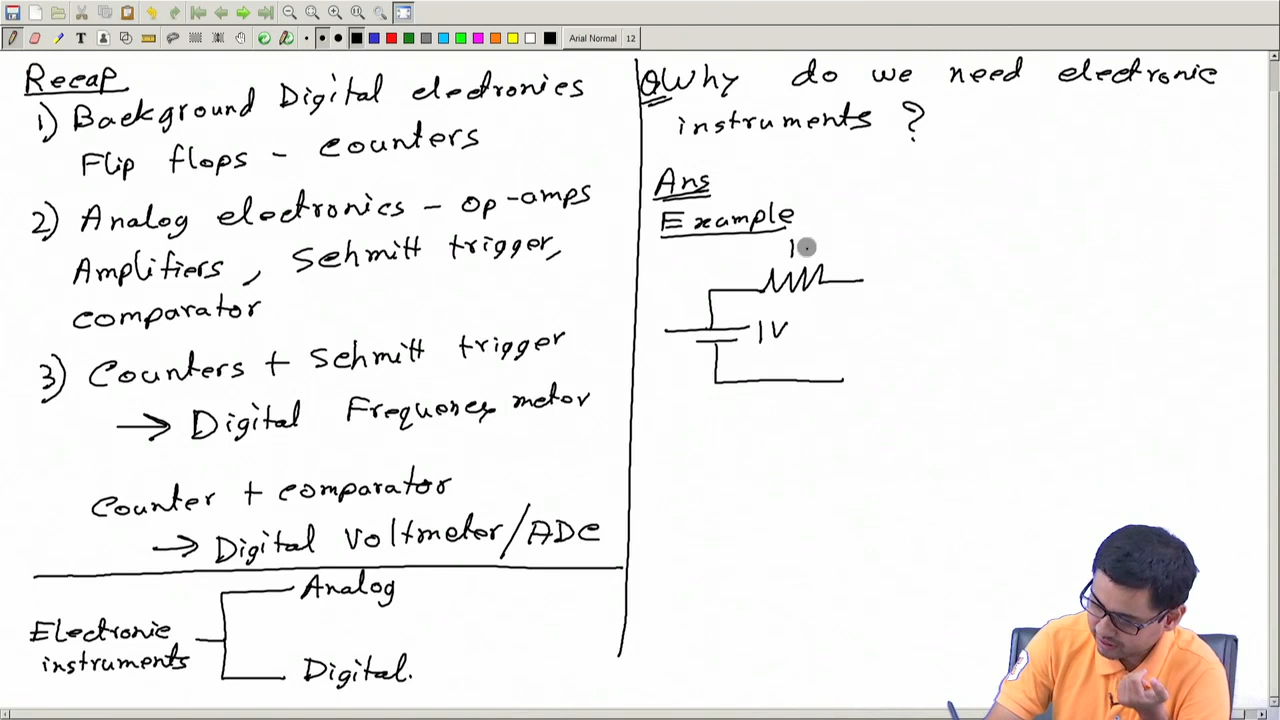 Arial Normal 12
Recap
1) Background Digital electronics
Flip flops - counters
2) Analog electronics - op-amps
Amplifiers, Schmitt trigger,
comparator
3) Counters + Schmitt trigger
→ Digital Frequency meter
Counter + comparator
→ Digital Voltmeter/ADC
Electronic
instruments
Analog
Digital.
Q Why do we need electronic
instruments ?
Ans
Example
1
1V